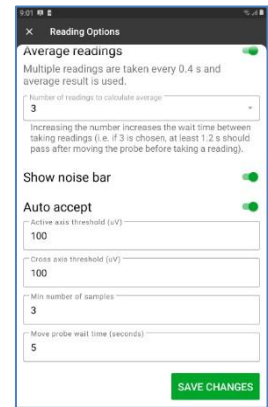 9:01
Reading Options
Average readings
Multiple readings are taken every 0.4 s and
average result is used.
Number of readings to calculate average
3
Increasing the number increases the wait time between
taking readings (i.e. if 3 is chosen, at least 1.2 s should
pass after moving the probe before taking a reading).
Show noise bar
Auto accept
Active axis threshold (uV)
100
Cross axis threshold (uV)
100
Min number of samples
3
Move probe wait time (seconds)
5
SAVE CHANGES